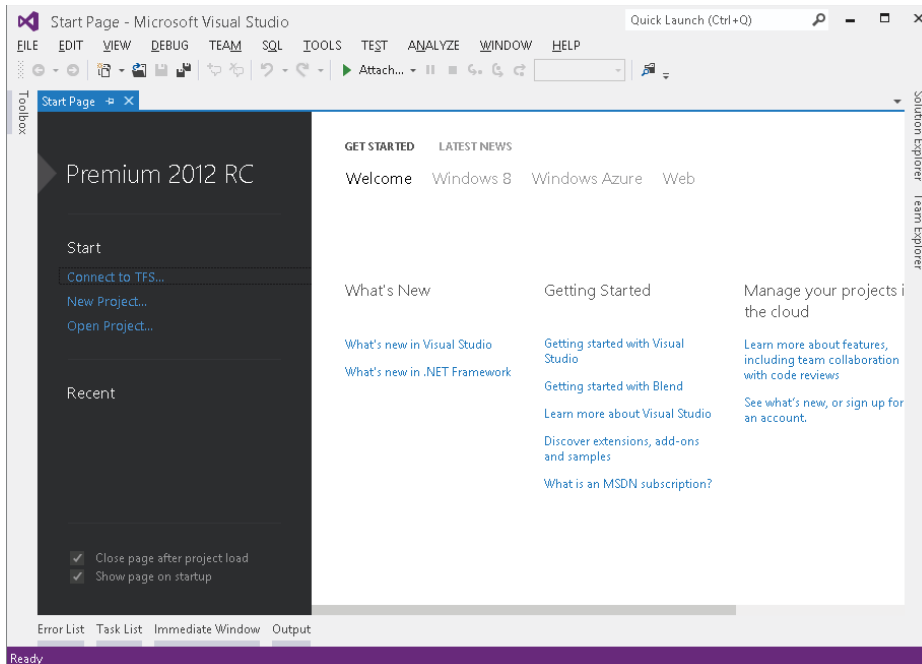 Start Page - Microsoft Visual Studio
Quick Launch (Ctrl+Q)
FILE EDIT VIEW DEBUG TEAM SQL TOOLS TEST ANALYZE WINDOW HELP
Attach...
Toolbox
Start Page
Solution Explorer
Team Explorer
Premium 2012 RC
Start
Connect to TFS...
New Project...
Open Project...
Recent
Close page after project load
Show page on startup
GET STARTED LATEST NEWS
Welcome Windows 8 Windows Azure Web
What's New
What's new in Visual Studio
What's new in .NET Framework
Getting Started
Getting started with Visual
Studio
Getting started with Blend
Learn more about Visual Studio
Discover extensions, add-ons
and samples
What is an MSDN subscription?
Manage your projects i
the cloud
Learn more about features,
including team collaboration
with code reviews
See what's new, or sign up for
an account.
Error List Task List Immediate Window Output
Ready